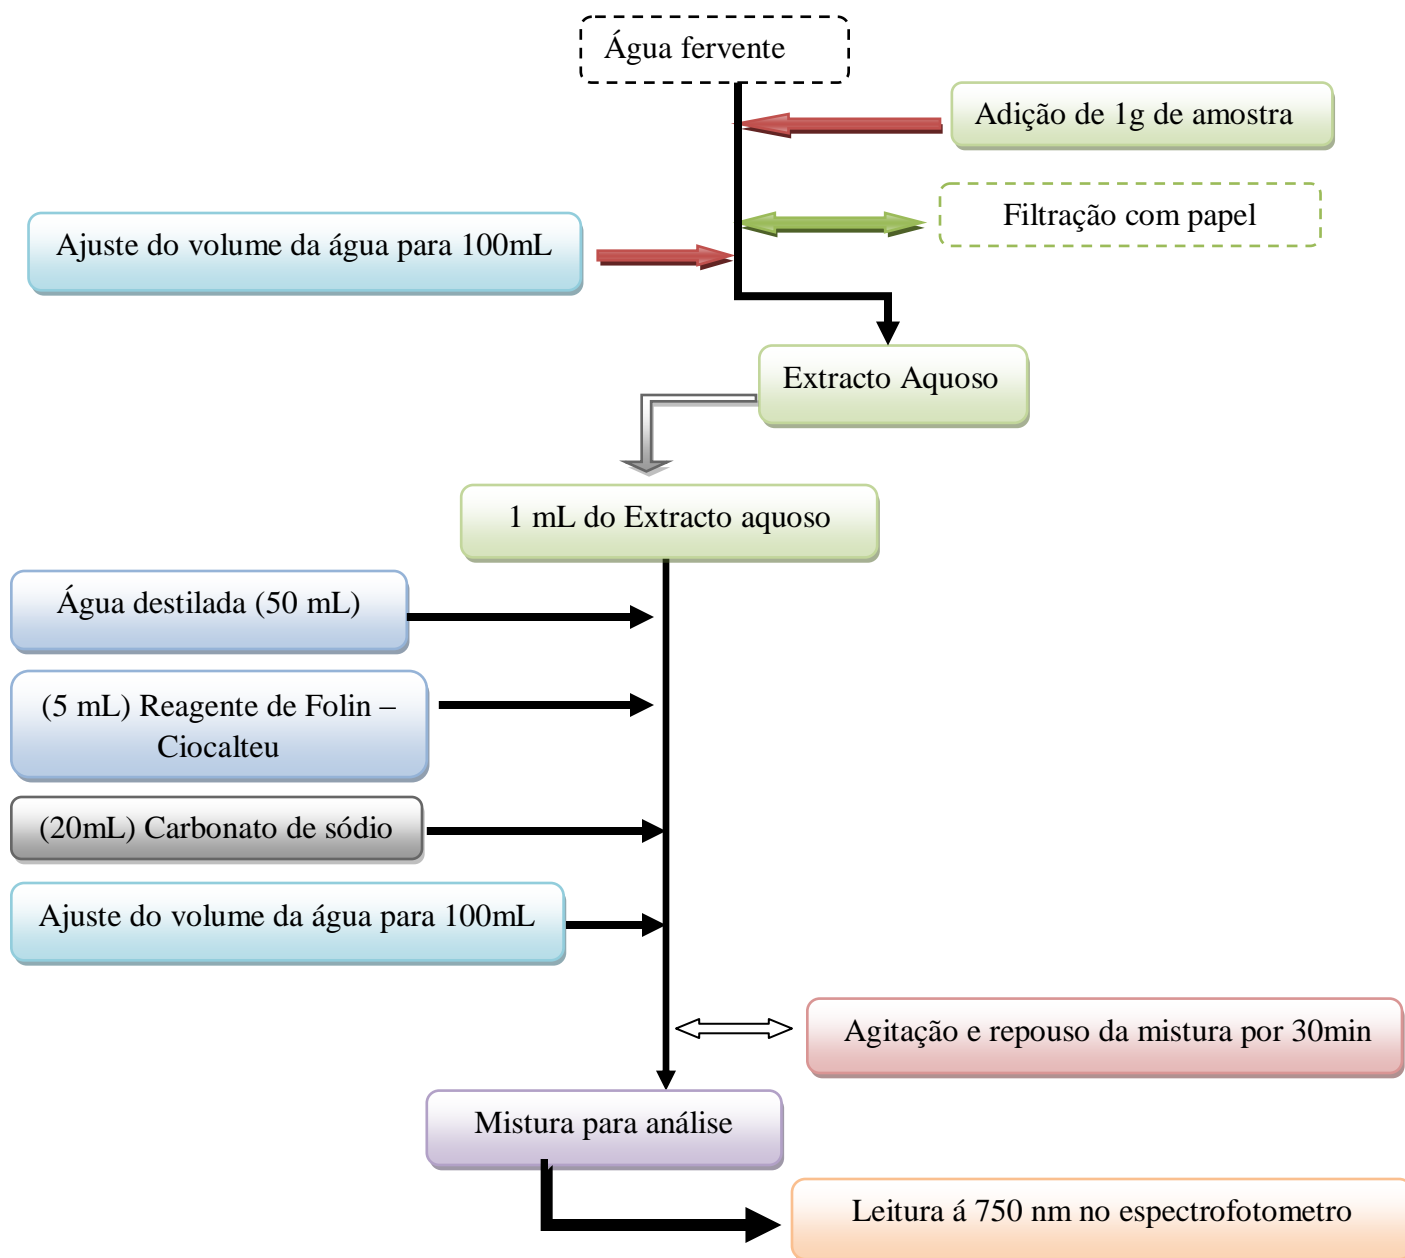 Água fervente
Adição de 1g de amostra
Filtração com papel
Ajuste do volume da água para 100mL
Extracto Aquoso
1 mL do Extracto aquoso
Água destilada (50 mL)
(5 mL) Reagente de Folin –
Ciocalteu
(20mL) Carbonato de sódio
Ajuste do volume da água para 100mL
Agitação e repouso da mistura por 30min
Mistura para análise
Leitura á 750 nm no espectrofotometro